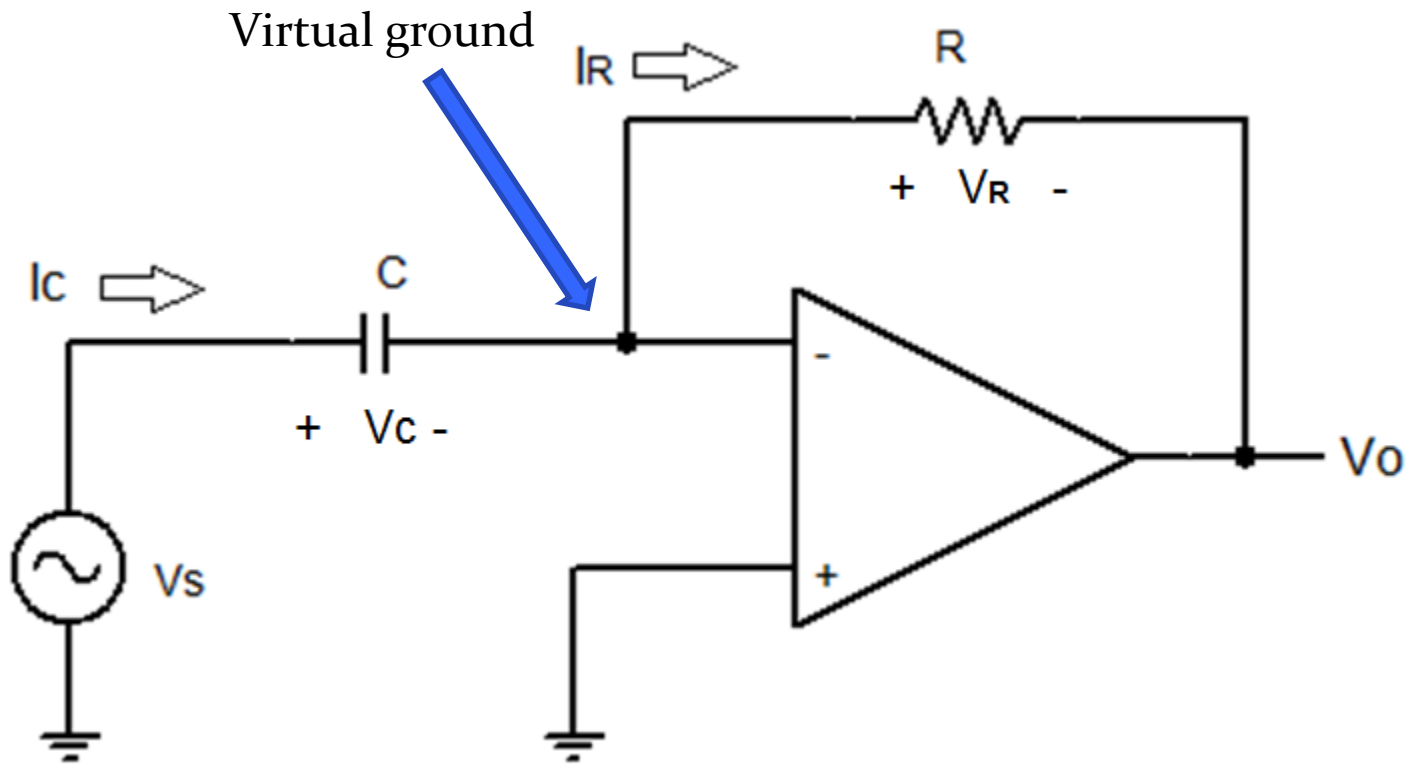 Virtual ground
IR
R
+ VR -
Ic
C
+ Vc -
-
+
Vo
Vs